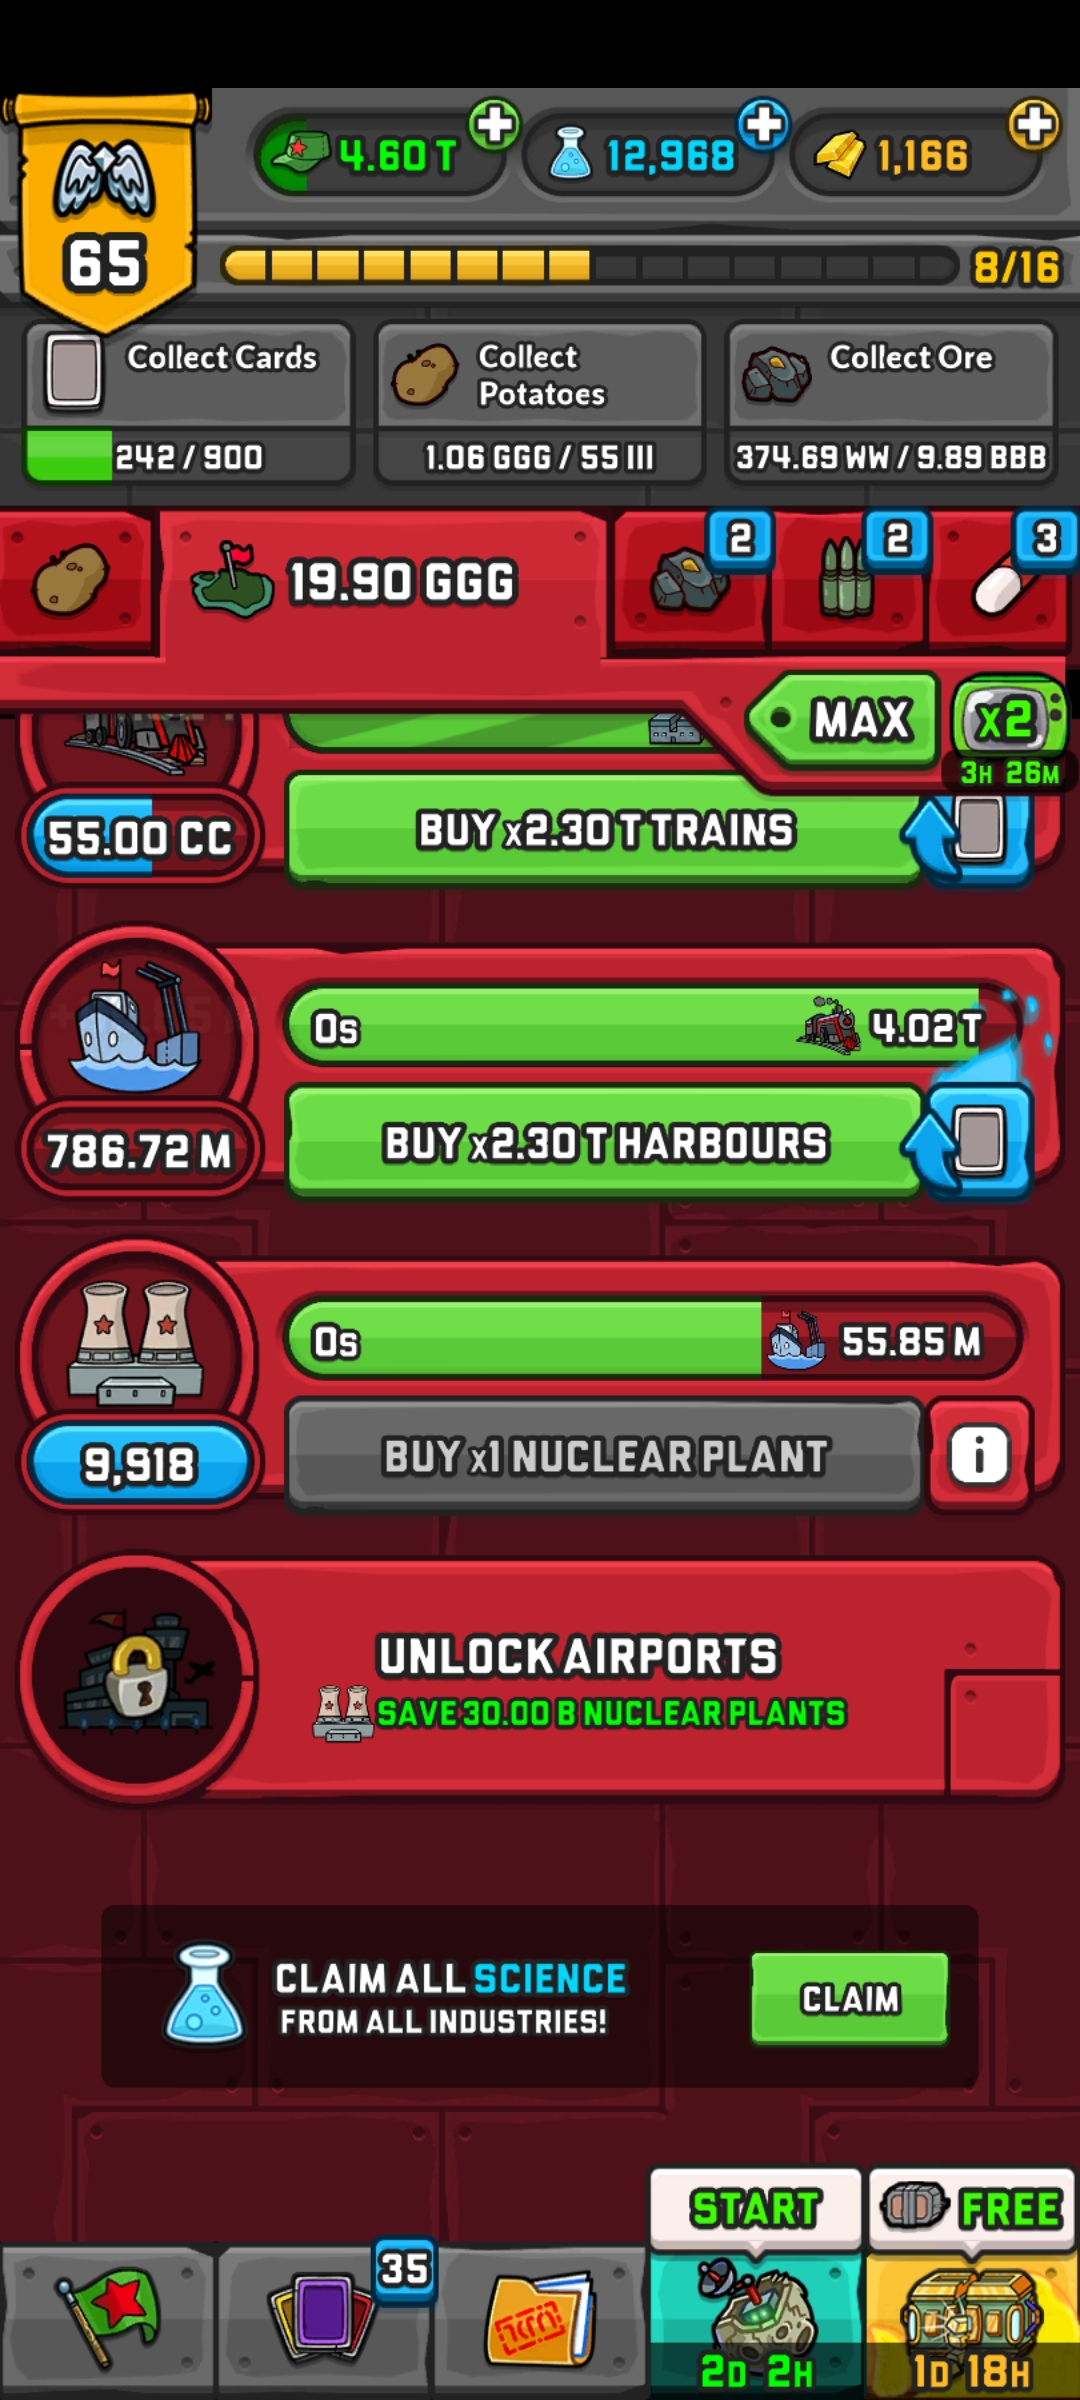 4.60 T
12,968
1,166
65
8/16
Collect Cards
242 / 900
Collect
Potatoes
1.06 GGG / 55 III
Collect Ore
374.69 WW / 9.89 BBB
19.90 GGG
2
2
3
MAX
x2
3H 26M
55.00 CC
BUY x2.30 T TRAINS
0s
4.02 T
786.72 M
BUY x2.30 T HARBOURS
0s
55.85 M
9,918
BUY x1 NUCLEAR PLANT
i
UNLOCK AIRPORTS
SAVE 30.00 B NUCLEAR PLANTS
CLAIM ALL SCIENCE
FROM ALL INDUSTRIES!
CLAIM
START
FREE
35
2D 2H
1D 18H